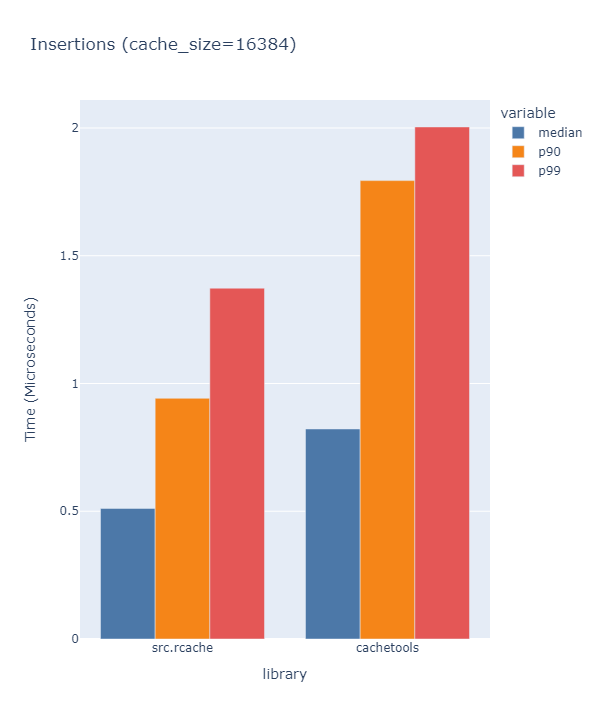 Insertions (cache_size=16384)
variable
median
p90
p99
2
1.5
1
0.5
0
Time (Microseconds)
src.rcache
cachetools
library